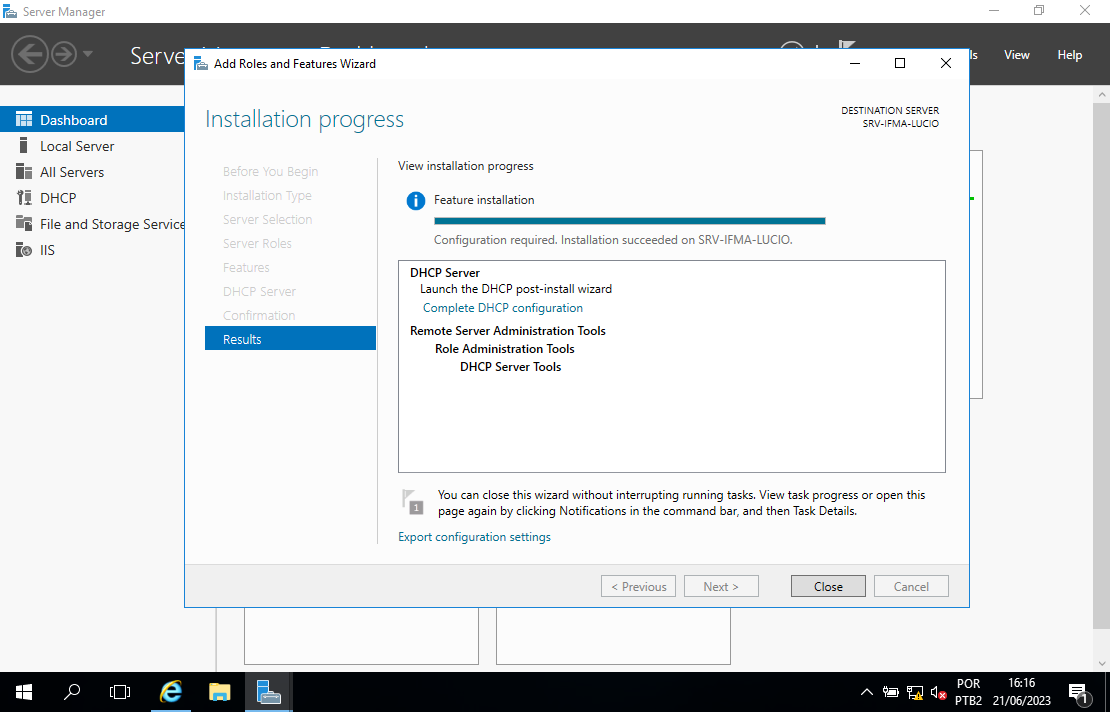 Server Manager
View
Help
Add Roles and Features Wizard
Installation progress
DESTINATION SERVER
SRV-IFMA-LUCIO
Dashboard
Local Server
All Servers
DHCP
File and Storage Service
IIS
Before You Begin
Installation Type
Server Selection
Server Roles
Features
DHCP Server
Confirmation
Results
View installation progress
Feature installation
Configuration required. Installation succeeded on SRV-IFMA-LUCIO.
DHCP Server
Launch the DHCP post-install wizard
Complete DHCP configuration
Remote Server Administration Tools
Role Administration Tools
DHCP Server Tools
1
You can close this wizard without interrupting running tasks. View task progress or open this
page again by clicking Notifications in the command bar, and then Task Details.
Export configuration settings
< Previous
Next >
Close
Cancel
POR
PTB2
16:16
21/06/2023
1